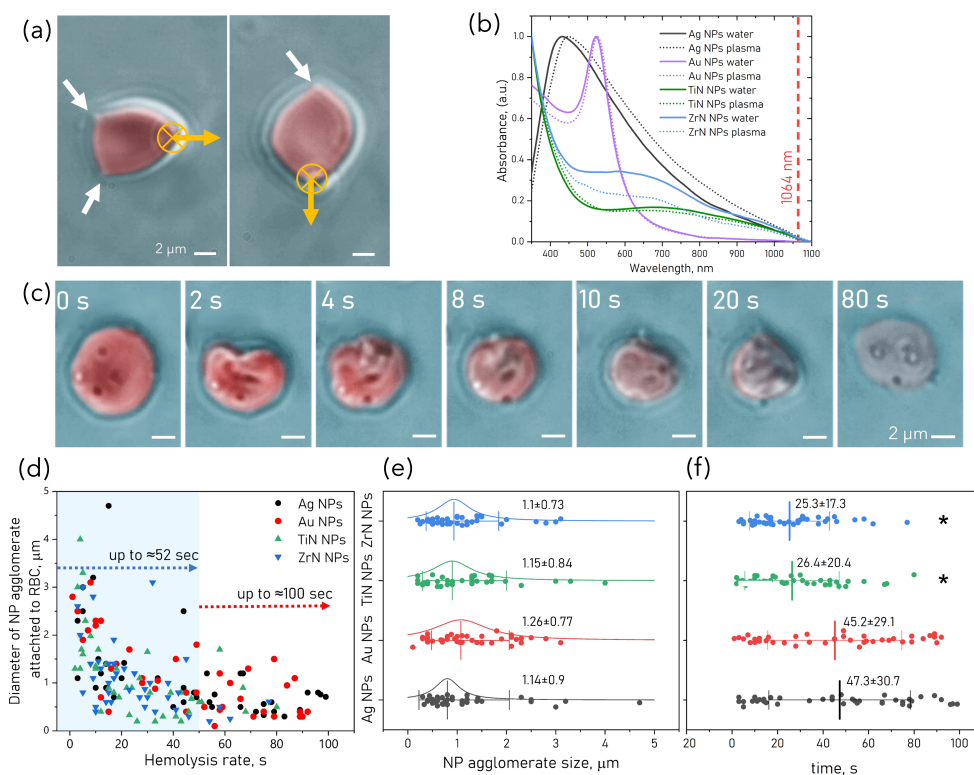 (a)
2 μm
(b)
Absorbance, (a.u.)
1.0
0.8
0.6
0.4
0.2
0.0
400 500 600 700 800 900 1000 1100
Wavelength, nm
Ag NPs water
Ag NPs plasma
Au NPs water
Au NPs plasma
TiN NPs water
TiN NPs plasma
ZrN NPs water
ZrN NPs plasma
1064 nm
(c)
0 s
2 s
4 s
8 s
10 s
20 s
80 s
2 μm
(d)
Diameter of NP agglomerate
attachted to RBC, μm
5
4
3
2
1
0
up to ≈52 sec
up to ≈100 sec
Ag NPs
Au NPs
TiN NPs
ZrN NPs
0 20 40 60 80 100
Hemolysis rate, s
(e)
ZrN NPs
TiN NPs
Au NPs
Ag NPs
1.1±0.73
1.15±0.84
1.26±0.77
1.14±0.9
0 1 2 3 4 5
NP agglomerate size, μm
(f)
25.3±17.3
*
26.4±20.4
*
45.2±29.1
47.3±30.7
0 20 40 60 80 100
time, s